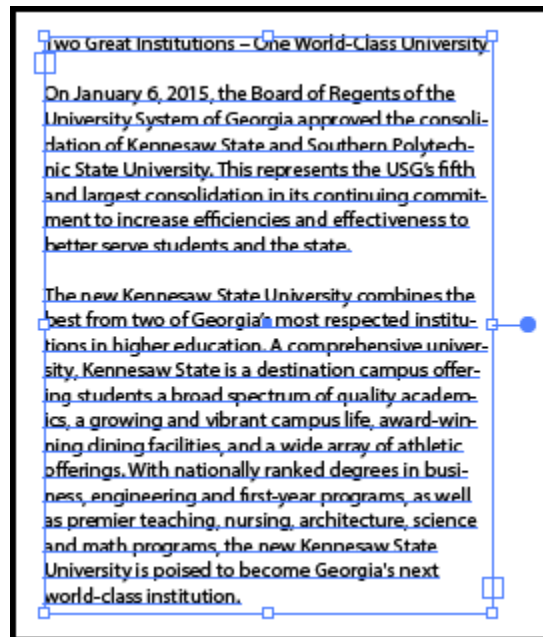 Two Great Institutions – One World-Class University
On January 6, 2015, the Board of Regents of the
University System of Georgia approved the consoli-
dation of Kennesaw State and Southern Polytech-
nic State University. This represents the USG's fifth
and largest consolidation in its continuing commit-
ment to increase efficiencies and effectiveness to
better serve students and the state.
The new Kennesaw State University combines the
best from two of Georgia's most respected institu-
tions in higher education. A comprehensive univer-
sity, Kennesaw State is a destination campus offer-
ing students a broad spectrum of quality academ-
ics, a growing and vibrant campus life, award-win-
ning dining facilities, and a wide array of athletic
offerings. With nationally ranked degrees in busi-
ness, engineering and first-year programs, as well
as premier teaching, nursing, architecture, science
and math programs, the new Kennesaw State
University is poised to become Georgia's next
world-class institution.